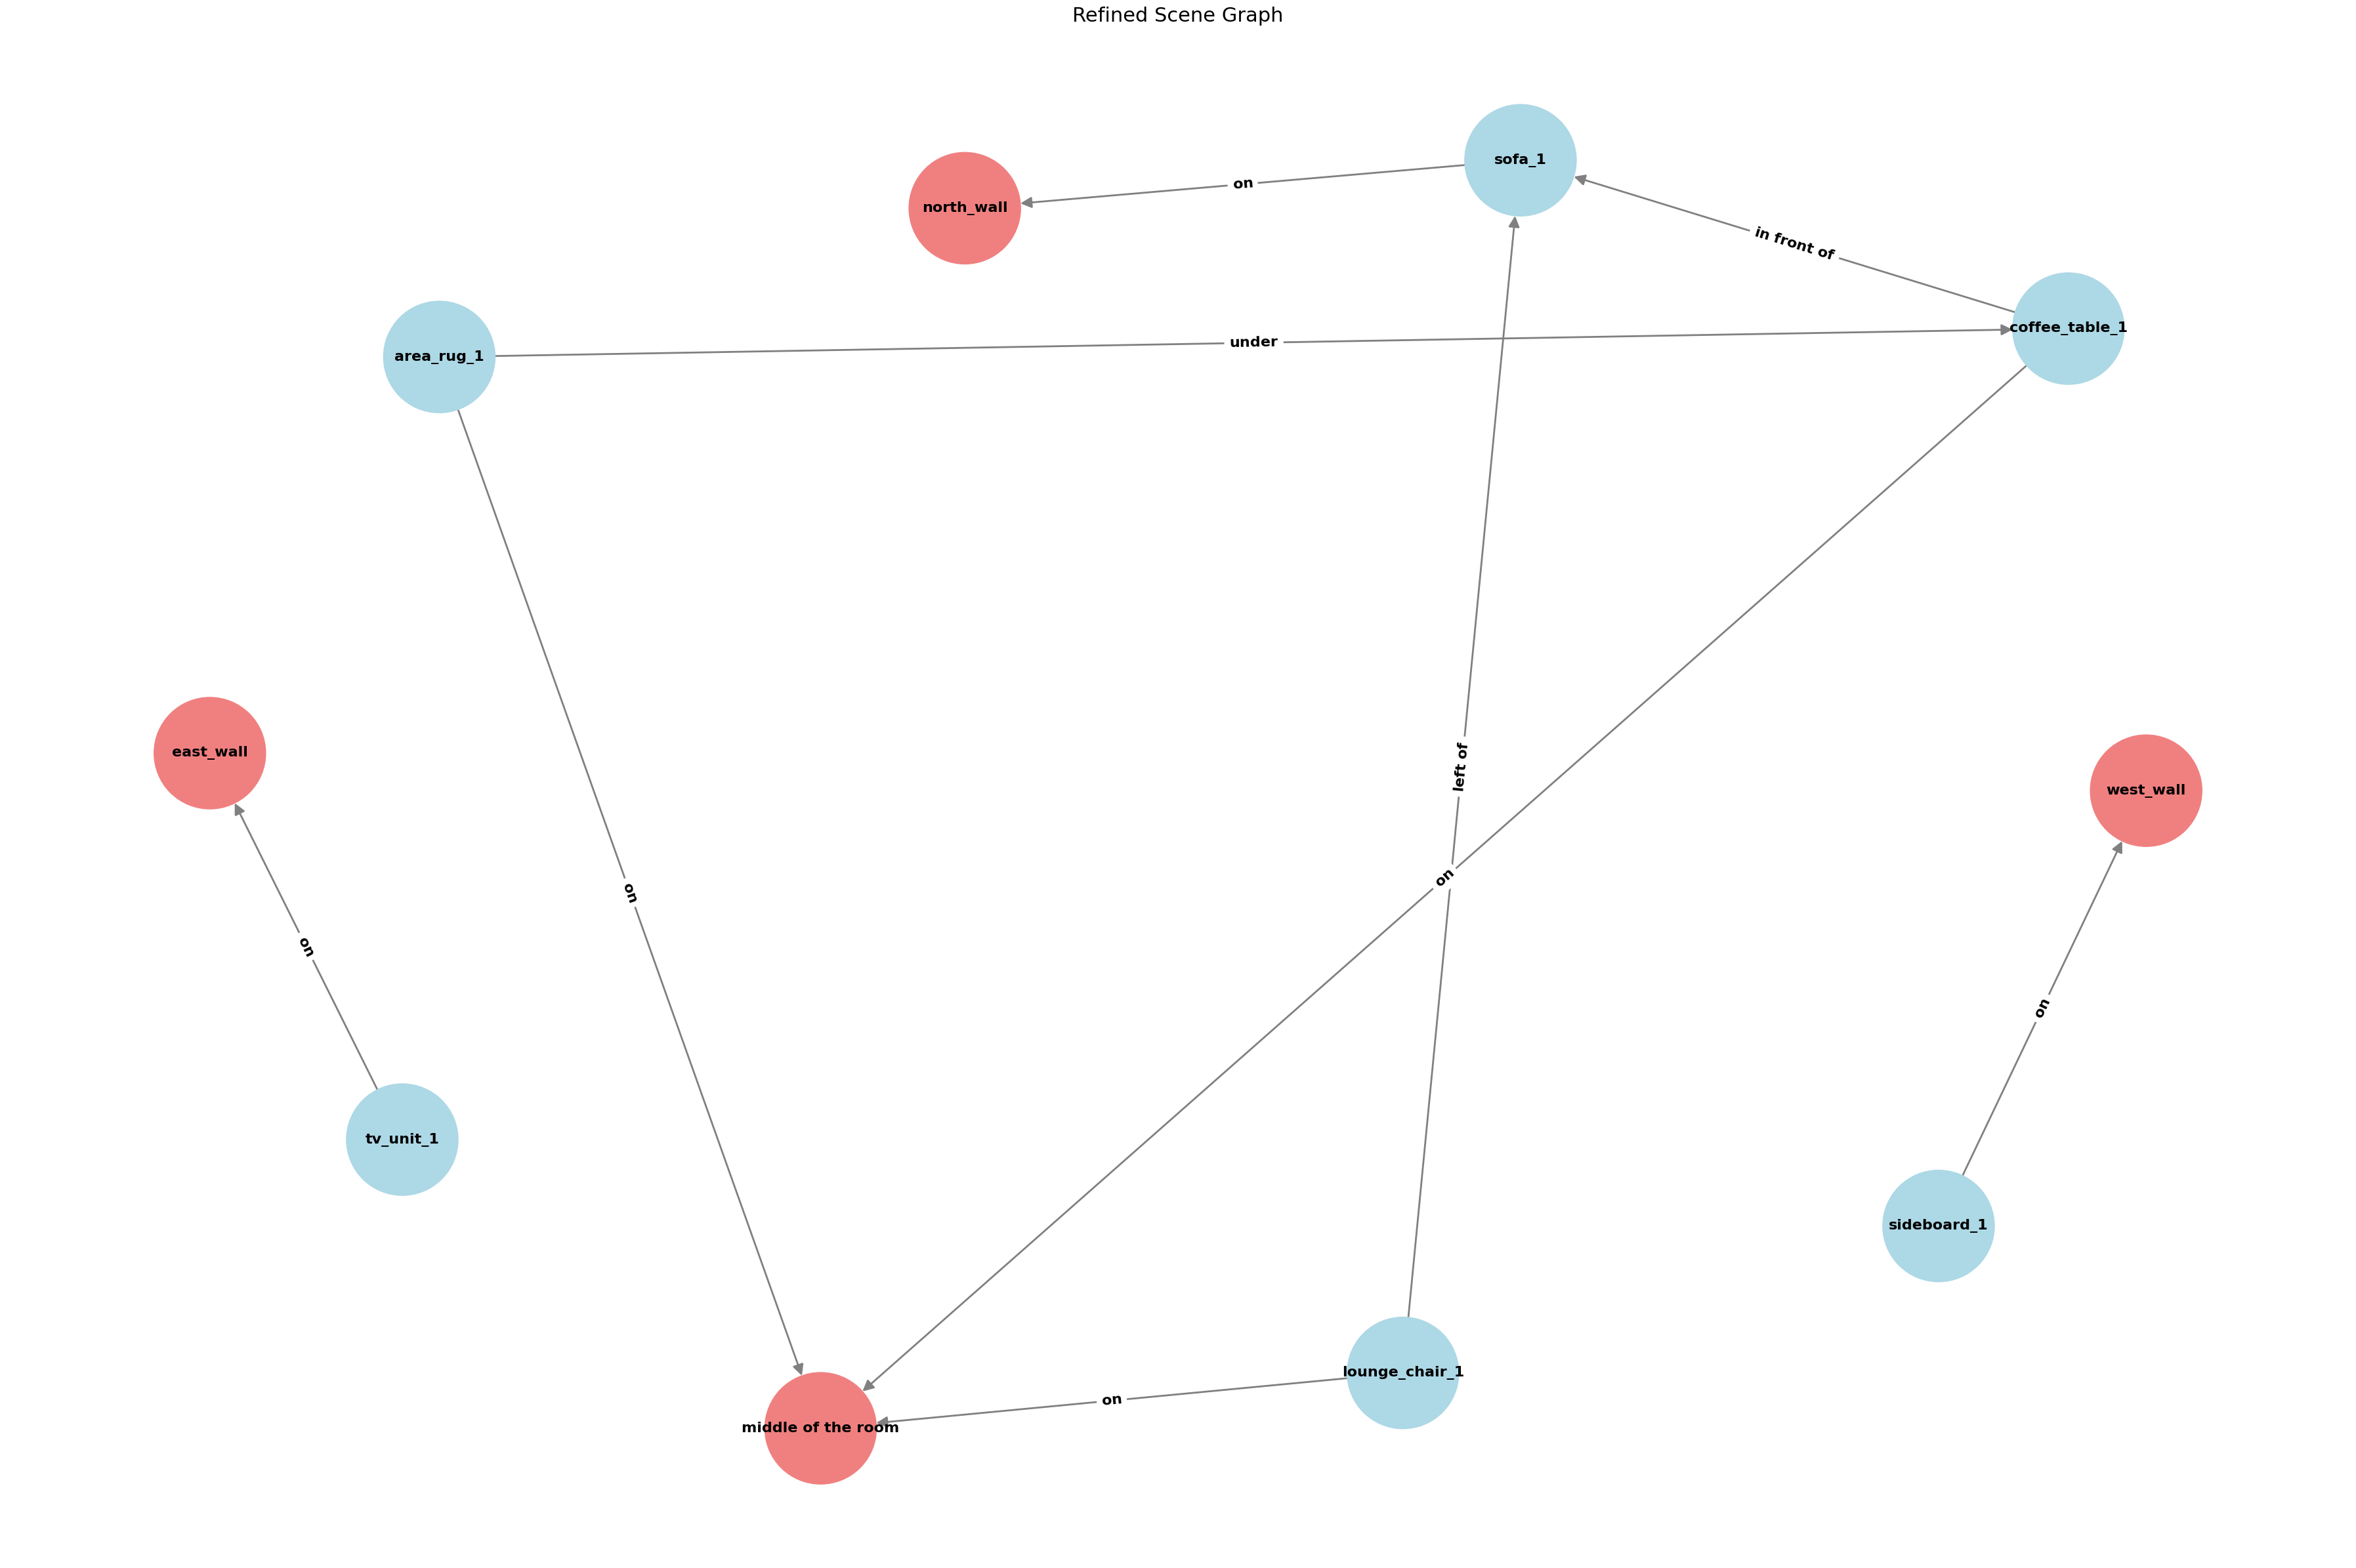 Refined Scene Graph
sofa_1
on
north_wall
in front of
coffee_table_1
under
area_rug_1
east_wall
left of
west_wall
on
on
on
on
tv_unit_1
sideboard_1
lounge_chair_1
on
middle of the room